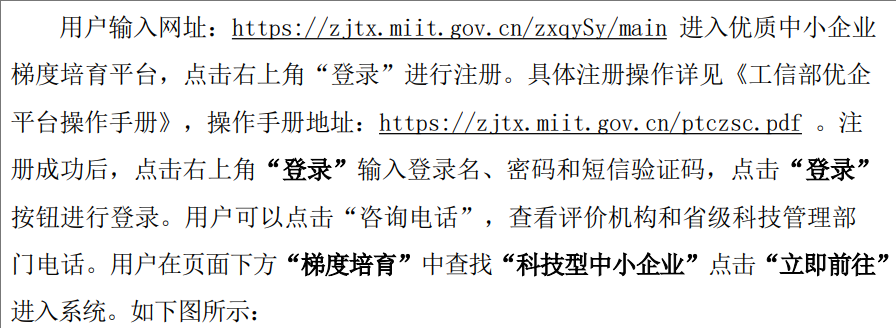 用户输入网址：https://zjtx.miit.gov.cn/zxqySy/main 进入优质中小企业
梯度培育平台，点击右上角“登录”进行注册。具体注册操作详见《工信部优企
平台操作手册》，操作手册地址：https://zjtx.miit.gov.cn/ptczsc.pdf 。注
册成功后，点击右上角“登录”输入登录名、密码和短信验证码，点击“登录”
按钮进行登录。用户可以点击“咨询电话”，查看评价机构和省级科技管理部
门电话。用户在页面下方“梯度培育”中查找“科技型中小企业”点击“立即前往”
进入系统。如下图所示：